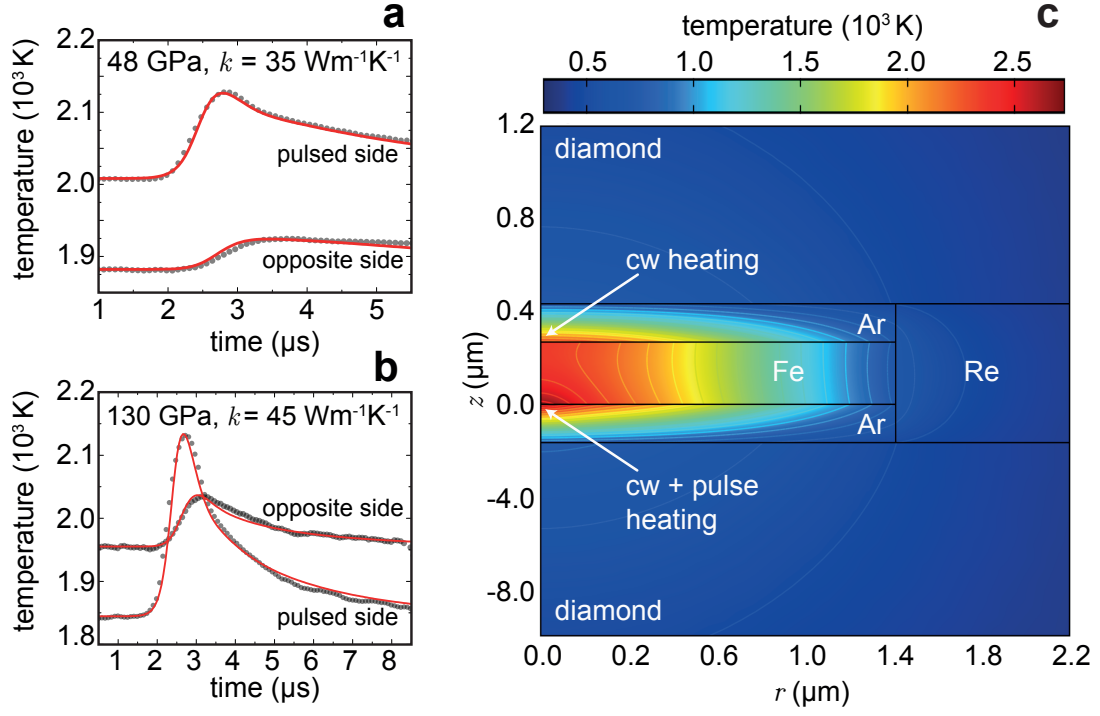 a
48 GPa, k = 35 Wm⁻¹K⁻¹
temperature (10³ K)
2.2
2.1
2.0
1.9
pulsed side
opposite side
1 2 3 4 5
time (µs)
b
130 GPa, k = 45 Wm⁻¹K⁻¹
temperature (10³ K)
2.2
2.1
2.0
1.9
1.8
opposite side
pulsed side
1 2 3 4 5 6 7 8
time (µs)
c
temperature (10³ K)
0.5 1.0 1.5 2.0 2.5
z (µm)
1.2
0.8
0.4
0.0
-4.0
-8.0
diamond
cw heating
Ar
Fe
Re
Ar
cw + pulse
heating
diamond
0.0 0.2 0.6 1.0 1.4 1.8 2.2
r (µm)